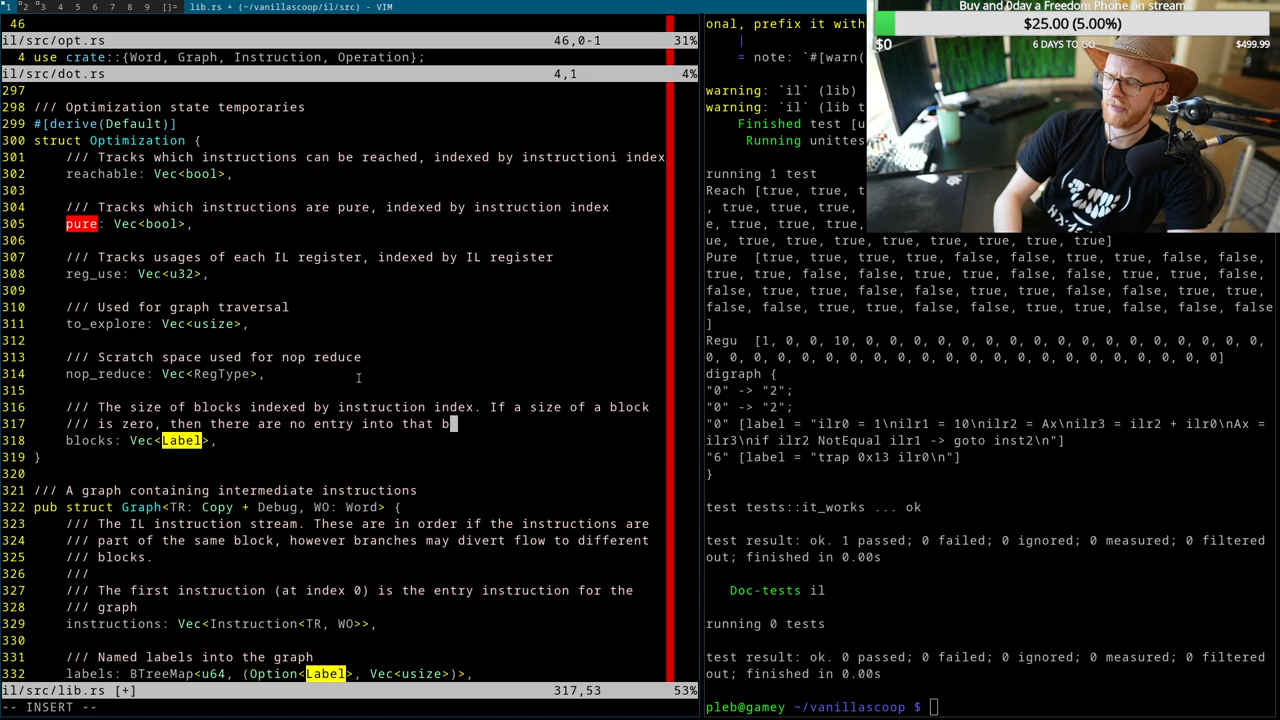 1 2 3 4 5 6 7 8 9 []= lib.rs + (~/vanillascoop/il/src) - VIM
46
il/src/opt.rs 46,0-1 31%
4 use crate::{Word, Graph, Instruction, Operation};
il/src/dot.rs 4,1 4%
297
298 /// Optimization state temporaries
299 #[derive(Default)]
300 struct Optimization {
301 /// Tracks which instructions can be reached, indexed by instructioni index
302 reachable: Vec<bool>,
303
304 /// Tracks which instructions are pure, indexed by instruction index
305 pure: Vec<bool>,
306
307 /// Tracks usages of each IL register, indexed by IL register
308 reg_use: Vec<u32>,
309
310 /// Used for graph traversal
311 to_explore: Vec<usize>,
312
313 /// Scratch space used for nop reduce
314 nop_reduce: Vec<RegType>,
315
316 /// The size of blocks indexed by instruction index. If a size of a block
317 /// is zero, then there are no entry into that b
318 blocks: Vec<Label>,
319 }
320
321 /// A graph containing intermediate instructions
322 pub struct Graph<TR: Copy + Debug, WO: Word> {
323 /// The IL instruction stream. These are in order if the instructions are
324 /// part of the same block, however branches may divert flow to different
325 /// blocks.
326 ///
327 /// The first instruction (at index 0) is the entry instruction for the
328 /// graph
329 instructions: Vec<Instruction<TR, WO>>,
330
331 /// Named labels into the graph
332 labels: BTreeMap<u64, (Option<Label>, Vec<usize>)>,
il/src/lib.rs [+] 317,53 53%
-- INSERT --
onal, prefix it with
|
= note: `#[warn(
warning: `il` (lib)
warning: `il` (lib t
Finished test [u
Running unittes
running 1 test
Reach [true, true, t
, true, true, true,
e, true, true, true,
ue, true, true, true, true, true, true, true]
Pure [true, true, true, true, false, false, true, true, false, false,
true, true, false, false, true, true, false, false, true, true, false,
false, true, true, false, false, true, true, false, false, true, true,
false, false, true, true, false, false, true, true, false, false, false
]
Regu [1, 0, 0, 10, 0, 0, 0, 0, 0, 0, 0, 0, 0, 0, 0, 0, 0, 0, 0, 0, 0,
0, 0, 0, 0, 0, 0, 0, 0, 0, 0, 0, 0, 0, 0, 0, 0, 0, 0, 0]
digraph {
"0" -> "2";
"0" -> "2";
"0" [label = "ilr0 = 1\nilr1 = 10\nilr2 = Ax\nilr3 = ilr2 + ilr0\nAx =
ilr3\nif ilr2 NotEqual ilr1 -> goto inst2\n"]
"6" [label = "trap 0x13 ilr0\n"]
}
test tests::it_works ... ok
test result: ok. 1 passed; 0 failed; 0 ignored; 0 measured; 0 filtered
out; finished in 0.00s
Doc-tests il
running 0 tests
test result: ok. 0 passed; 0 failed; 0 ignored; 0 measured; 0 filtered
out; finished in 0.00s
pleb@gamey ~/vanillascoop $
Buy and 0day a Freedom Phone on stream
$25.00 (5.00%)
$0 6 DAYS TO GO $499.99